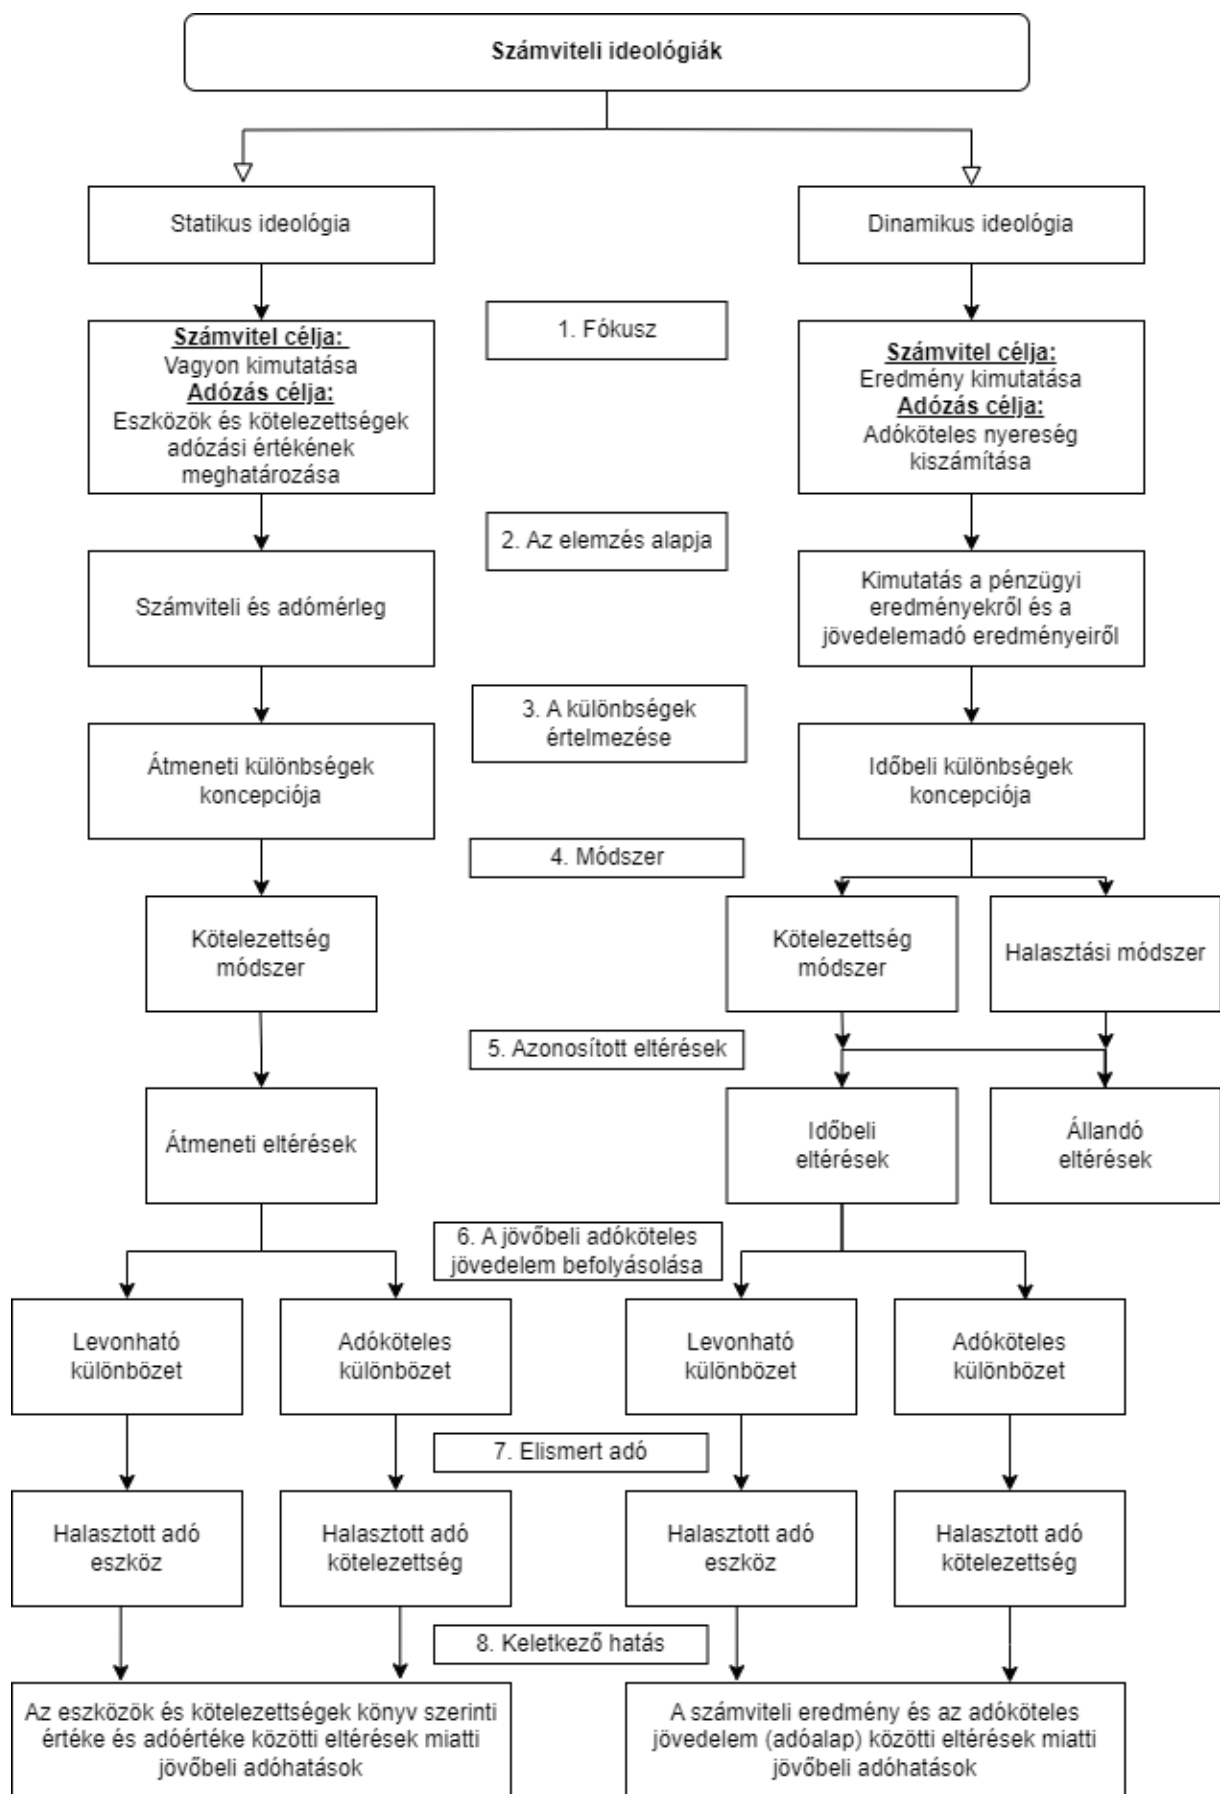 Számviteli ideológiák
Statikus ideológia
Dinamikus ideológia
Számvitel célja:
Vagyon kimutatása
Adózás célja:
Eszközök és kötelezettségek
adózási értékének
meghatározása
1. Fókusz
Számvitel célja:
Eredmény kimutatása
Adózás célja:
Adóköteles nyereség
kiszámítása
2. Az elemzés alapja
Számviteli és adómérleg
Kimutatás a pénzügyi
eredményekről és a
jövedelemadó eredményeiről
3. A különbségek
értelmezése
Átmeneti különbségek
koncepciója
Időbeli különbségek
koncepciója
4. Módszer
Kötelezettség
módszer
Kötelezettség
módszer
Halasztási módszer
5. Azonosított eltérések
Átmeneti eltérések
Időbeli
eltérések
Állandó
eltérések
6. A jövőbeli adóköteles
jövedelem befolyásolása
Levonható
különbözet
Adóköteles
különbözet
Levonható
különbözet
Adóköteles
különbözet
7. Elismert adó
Halasztott adó
eszköz
Halasztott adó
kötelezettség
Halasztott adó
eszköz
Halasztott adó
kötelezettség
8. Keletkező hatás
Az eszközök és kötelezettségek könyv szerinti
értéke és adóértéke közötti eltérések miatti
jövőbeli adóhatások
A számviteli eredmény és az adóköteles
jövedelem (adóalap) közötti eltérések miatti
jövőbeli adóhatások